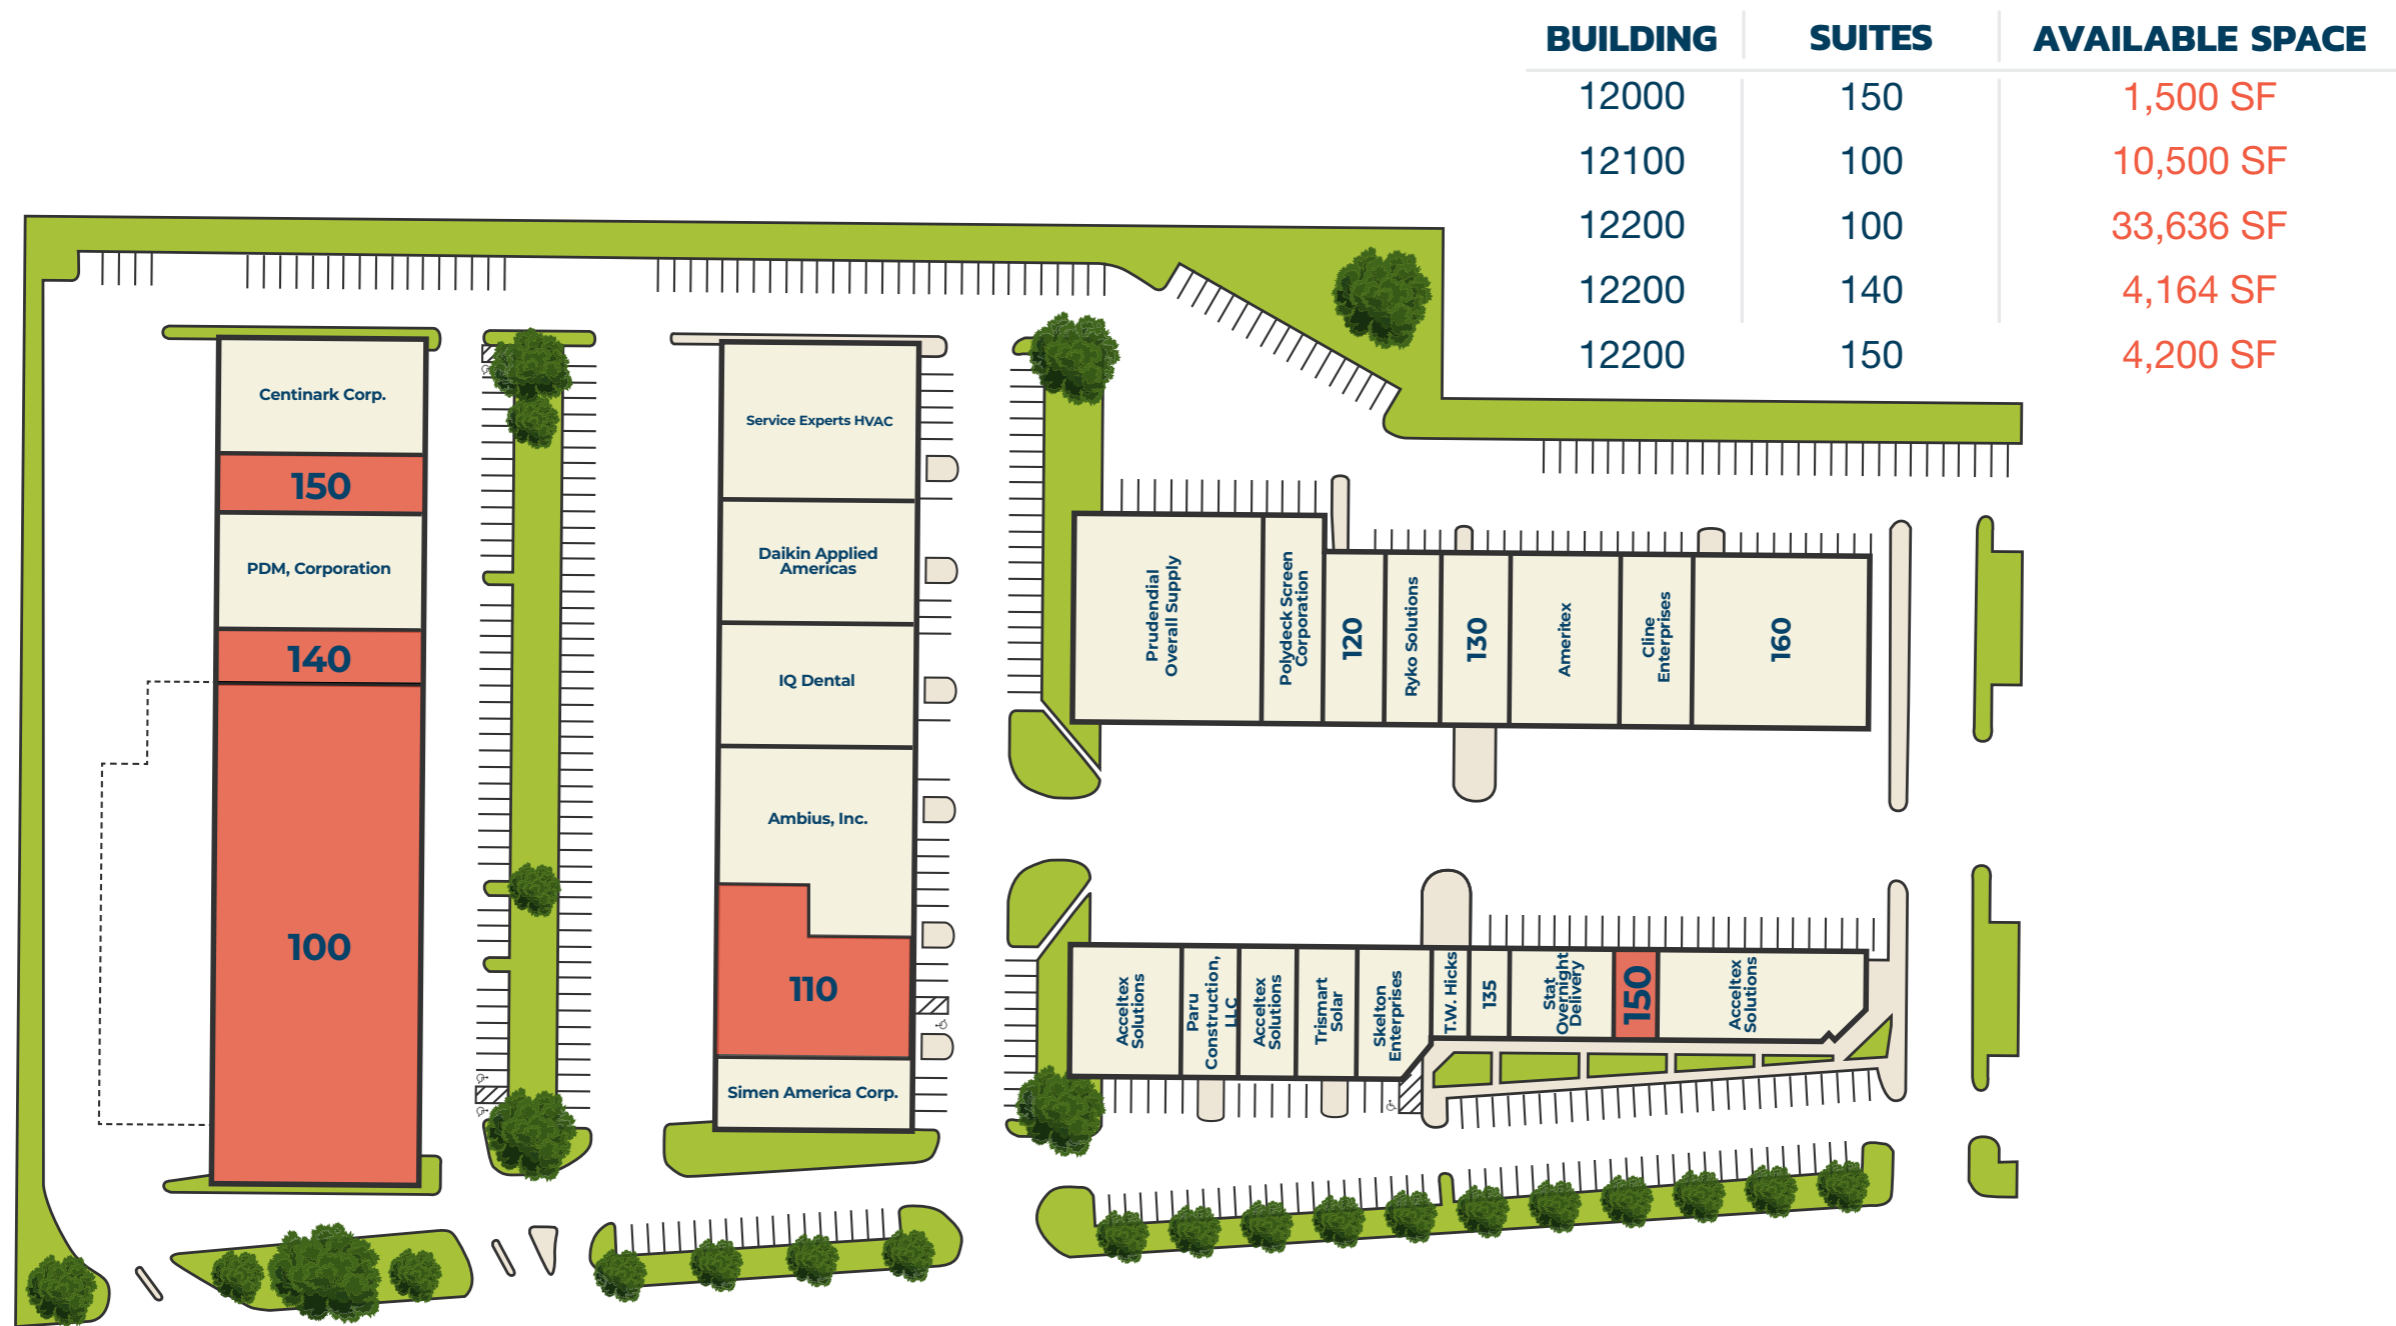 BUILDING SUITES AVAILABLE SPACE
12000 150 1,500 SF
12100 100 10,500 SF
12200 100 33,636 SF
12200 140 4,164 SF
12200 150 4,200 SF
Centinark Corp.
150
PDM, Corporation
140
100
Service Experts HVAC
Daikin Applied
Americas
IQ Dental
Ambius, Inc.
110
Simen America Corp.
Prudendial
Overall Supply
Polydeck Screen
Corporation
120
Ryko Solutions
130
Ameritex
Cline
Enterprises
160
Acceltex
Solutions
Paru
Construction,
LLC
Acceltex
Solutions
Trismart
Solar
Skelton
Enterprises
T.W. Hicks
135
Stat
Overnight
Delivery
150
Acceltex
Solutions